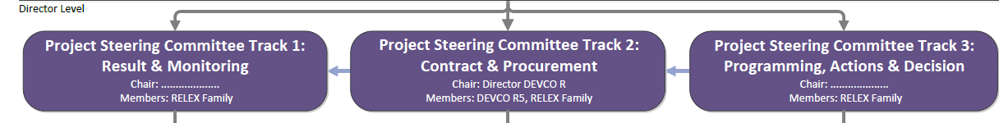 Director Level
Project Steering Committee Track 1:
Result & Monitoring
Chair: ....................
Members: RELEX Family
Project Steering Committee Track 2:
Contract & Procurement
Chair: Director DEVCO R
Members: DEVCO R5, RELEX Family
Project Steering Committee Track 3:
Programming, Actions & Decision
Chair: ....................
Members: RELEX Family